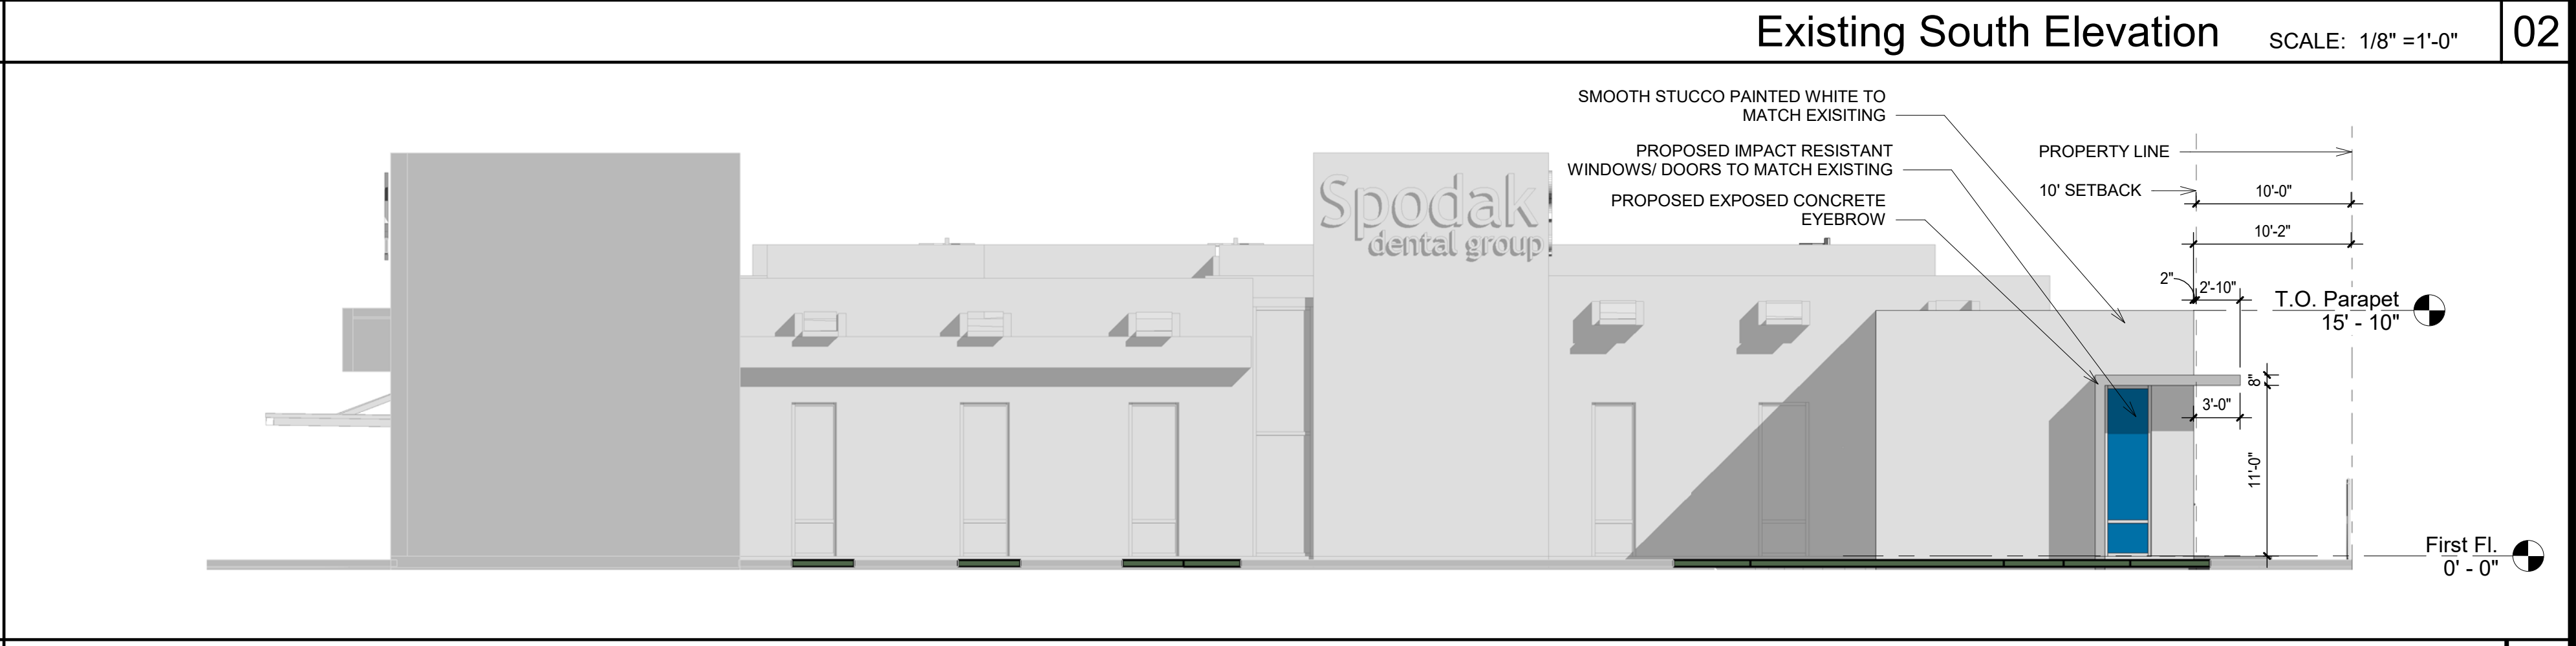 Existing South Elevation
SCALE: 1/8" =1'-0"
02
SMOOTH STUCCO PAINTED WHITE TO
MATCH EXISITING
PROPOSED IMPACT RESISTANT
WINDOWS/ DOORS TO MATCH EXISTING
PROPOSED EXPOSED CONCRETE
EYEBROW
PROPERTY LINE
10' SETBACK
10'-0"
10'-2"
2"
2'-10"
T.O. Parapet
15' - 10"
8"
3'-0"
11'-0"
First Fl.
0' - 0"
Spodak
dental group